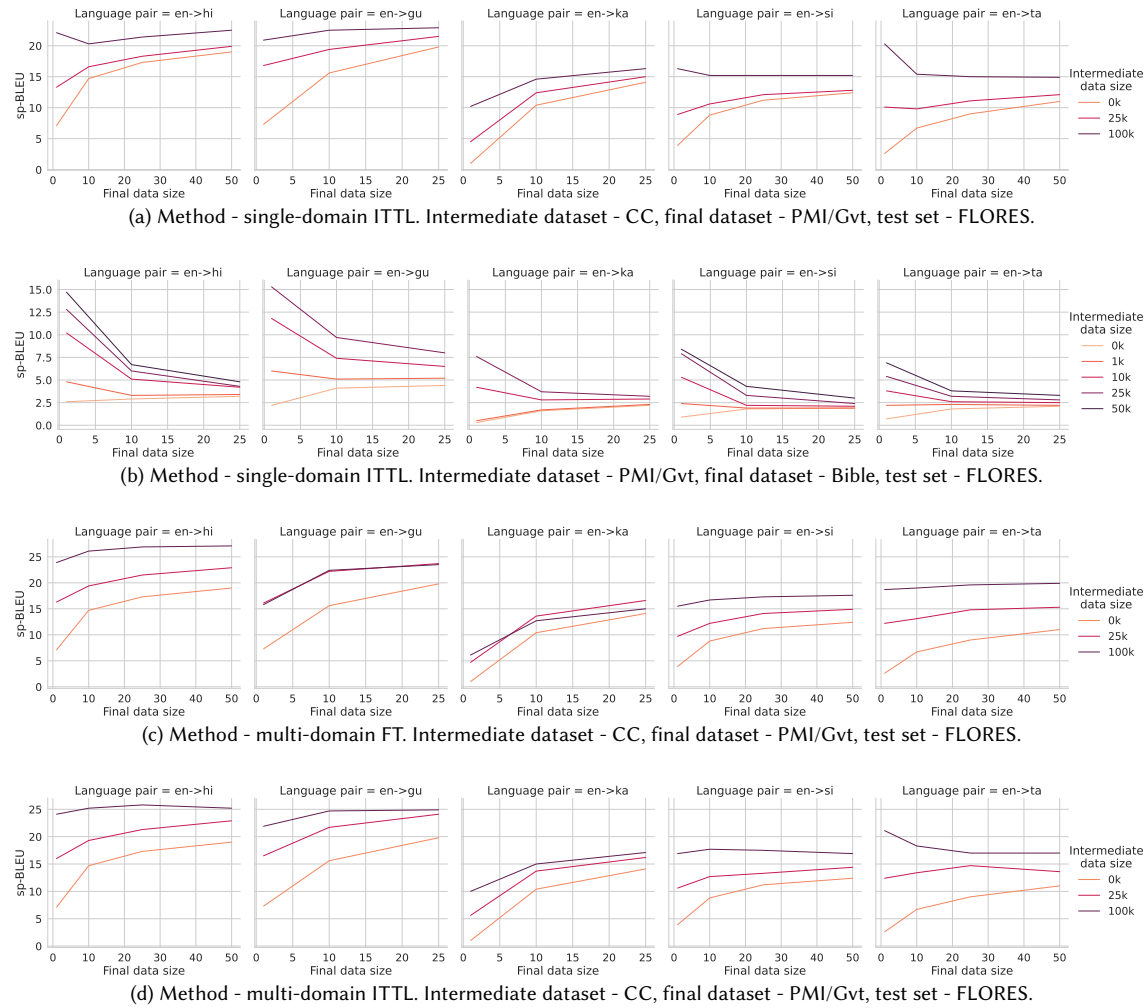 Language pair = en->hi Language pair = en->gu Language pair = en->ka Language pair = en->si Language pair = en->ta
20
15
10
5
0
sp-BLEU
Intermediate
data size
0k
25k
100k
0 10 20 30 40 50 0 5 10 15 20 25 0 5 10 15 20 25 0 10 20 30 40 50 0 10 20 30 40 50
Final data size Final data size Final data size Final data size Final data size
(a) Method - single-domain ITTL. Intermediate dataset - CC, final dataset - PMI/Gvt, test set - FLORES.
Language pair = en->hi Language pair = en->gu Language pair = en->ka Language pair = en->si Language pair = en->ta
15.0
12.5
10.0
7.5
5.0
2.5
0.0
sp-BLEU
Intermediate
data size
0k
1k
10k
25k
50k
0 5 10 15 20 25 0 5 10 15 20 25 0 5 10 15 20 25 0 5 10 15 20 25 0 5 10 15 20 25
Final data size Final data size Final data size Final data size Final data size
(b) Method - single-domain ITTL. Intermediate dataset - PMI/Gvt, final dataset - Bible, test set - FLORES.
Language pair = en->hi Language pair = en->gu Language pair = en->ka Language pair = en->si Language pair = en->ta
25
20
15
10
5
0
sp-BLEU
Intermediate
data size
0k
25k
100k
0 10 20 30 40 50 0 5 10 15 20 25 0 5 10 15 20 25 0 10 20 30 40 50 0 10 20 30 40 50
Final data size Final data size Final data size Final data size Final data size
(c) Method - multi-domain FT. Intermediate dataset - CC, final dataset - PMI/Gvt, test set - FLORES.
Language pair = en->hi Language pair = en->gu Language pair = en->ka Language pair = en->si Language pair = en->ta
25
20
15
10
5
0
sp-BLEU
Intermediate
data size
0k
25k
100k
0 10 20 30 40 50 0 5 10 15 20 25 0 5 10 15 20 25 0 10 20 30 40 50 0 10 20 30 40 50
Final data size Final data size Final data size Final data size Final data size
(d) Method - multi-domain ITTL. Intermediate dataset - CC, final dataset - PMI/Gvt, test set - FLORES.